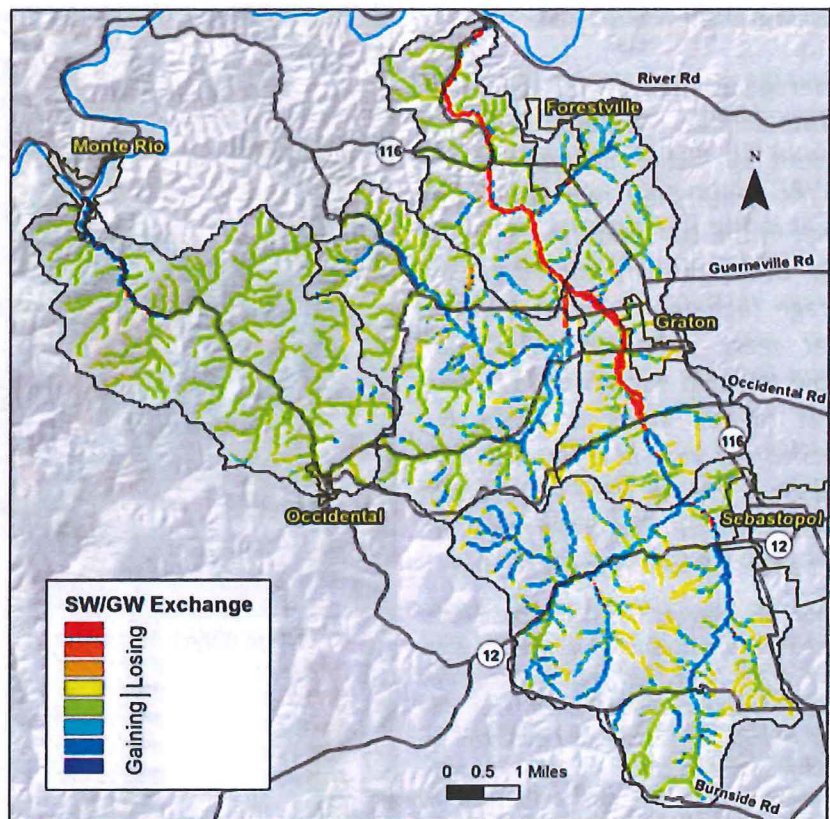 River Rd
Forestville
Monte Rio
116
N
Guerneville Rd
Graton
Occidental Rd
116
Occidental
Sebastopol
12
SW/GW Exchange
Gaining | Losing
12
0 0.5 1 Miles
Burnside Rd